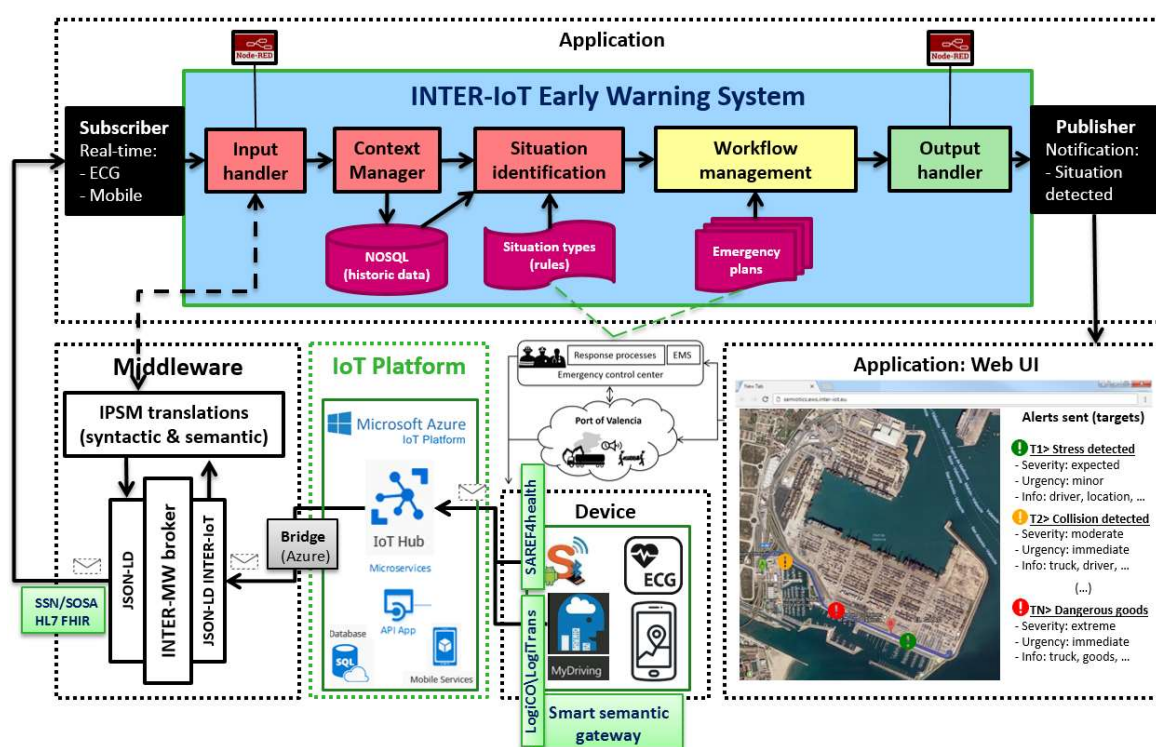 Application
Node-RED
Node-RED
INTER-IoT Early Warning System
Subscriber
Real-time:
- ECG
- Mobile
Input
handler
Context
Manager
Situation
identification
Workflow
management
Output
handler
Publisher
Notification:
- Situation
detected
NOSQL
(historic data)
Situation types
(rules)
Emergency
plans
Middleware
IPSM translations
(syntactic & semantic)
JSON-LD
INTER-MW broker
JSON-LD INTER-IoT
SSN/SOSA
HL7 FHIR
Bridge
(Azure)
IoT Platform
Microsoft Azure
IoT Platform
IoT Hub
Microservices
API App
Database
SQL
Mobile Services
Response processes
EMS
Emergency control center
Port of Valencia
Device
SAREF4health
ECG
LogiCO\LogiTrans
MyDriving
Smart semantic
gateway
Application: Web UI
New Tab
Alerts sent (targets)
T1> Stress detected
- Severity: expected
- Urgency: minor
- Info: driver, location, ...
T2> Collision detected
- Severity: moderate
- Urgency: immediate
- Info: truck, driver, ...
(...)
TN> Dangerous goods
- Severity: extreme
- Urgency: immediate
- Info: truck, goods, ...